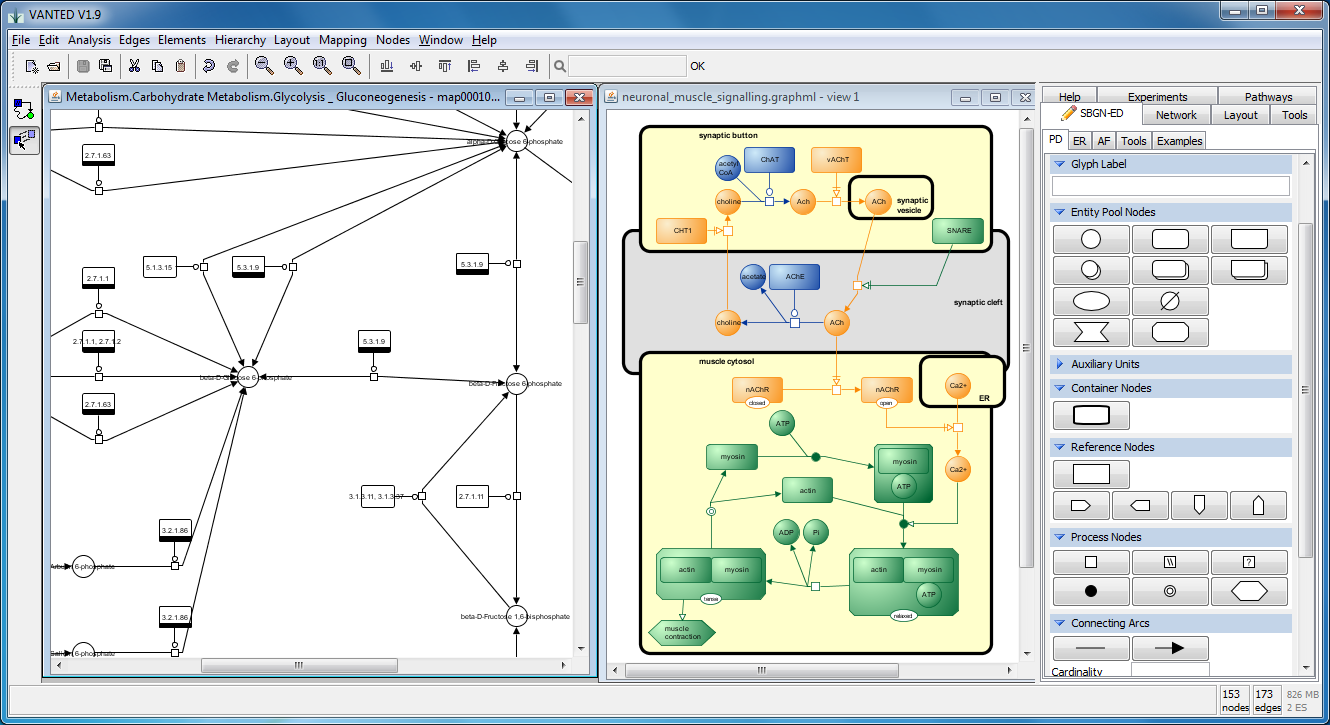 VANTED V1.9
File Edit Analysis Edges Elements Hierarchy Layout Mapping Nodes Window Help
OK
Metabolism.Carbohydrate Metabolism.Glycolysis _ Gluconeogenesis - map00010...
alpha-D-Glucose 6-phosphate
2.7.1.63
5.1.3.15
5.3.1.9
5.3.1.9
2.7.1.1
2.7.1.1, 2.7.1.2
5.3.1.9
beta-D-Glucose 6-phosphate
beta-D-Fructose 6-phosphate
2.7.1.63
3.1.3.11, 3.1.3.37
2.7.1.11
3.2.1.86
6-phosphate
3.2.1.86
beta-D-Fructose 1,6-bisphosphate
6-phosphate
neuronal_muscle_signalling.graphml - view 1
synaptic button
acetyl
CoA
ChAT
vAChT
choline
Ach
ACh
synaptic
vesicle
CHT1
SNARE
acetate
AChE
synaptic cleft
choline
ACh
muscle cytosol
nAChR
closed
nAChR
open
Ca2+
ER
ATP
myosin
myosin
ATP
Ca2+
actin
ADP
Pi
actin
myosin
tense
actin
myosin
ATP
relaxed
muscle
contraction
Help Experiments Pathways
SBGN-ED Network Layout Tools
PD ER AF Tools Examples
Glyph Label
Entity Pool Nodes
Auxiliary Units
Container Nodes
Reference Nodes
Process Nodes
?
Connecting Arcs
Cardinality
153
nodes
173
edges
826 MB
2 ES